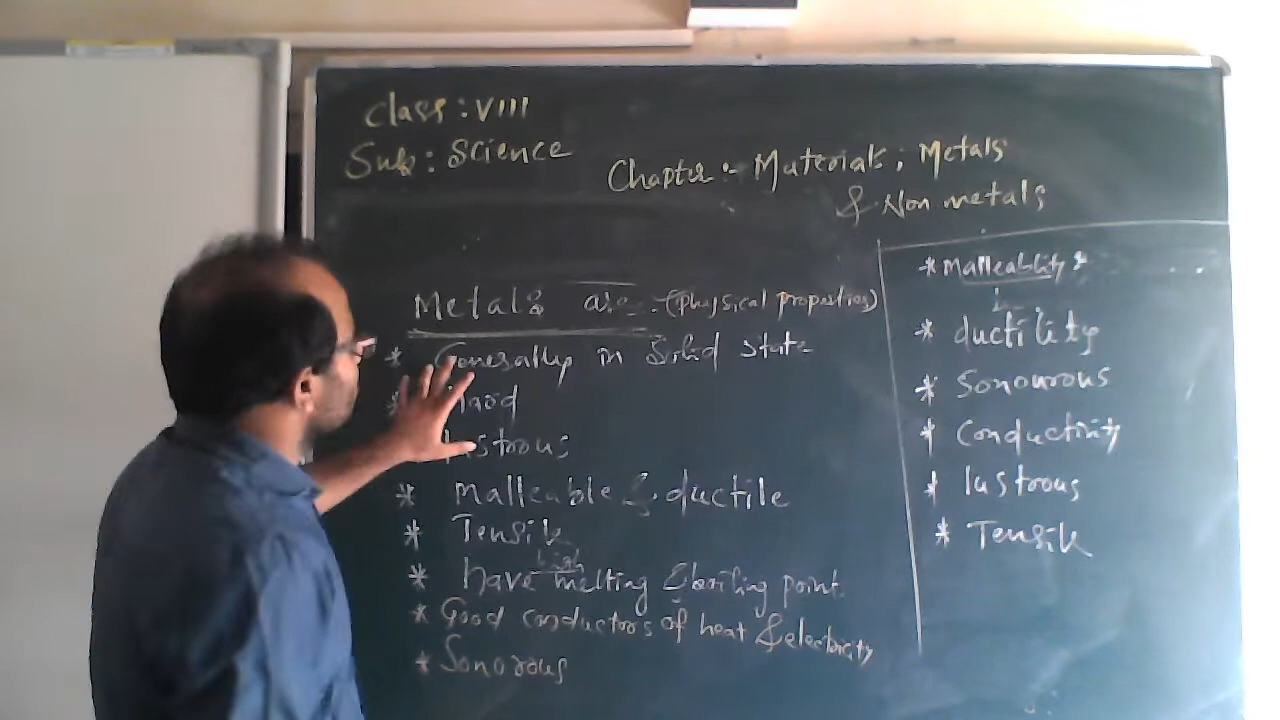 Class : VIII
Sub : Science
Chapter :- Materials ; Metals
& Non metals
Metals are (Physical properties)
* Generally in Solid state
* Hard
Lustrous
* Malleable & ductile
* Tensile
* have high melting & boiling point
* Good conductors of heat & electricity
* Sonorous
* Malleability
* ductility
* Sonourous
* Conductivity
* lustrous
* Tensile